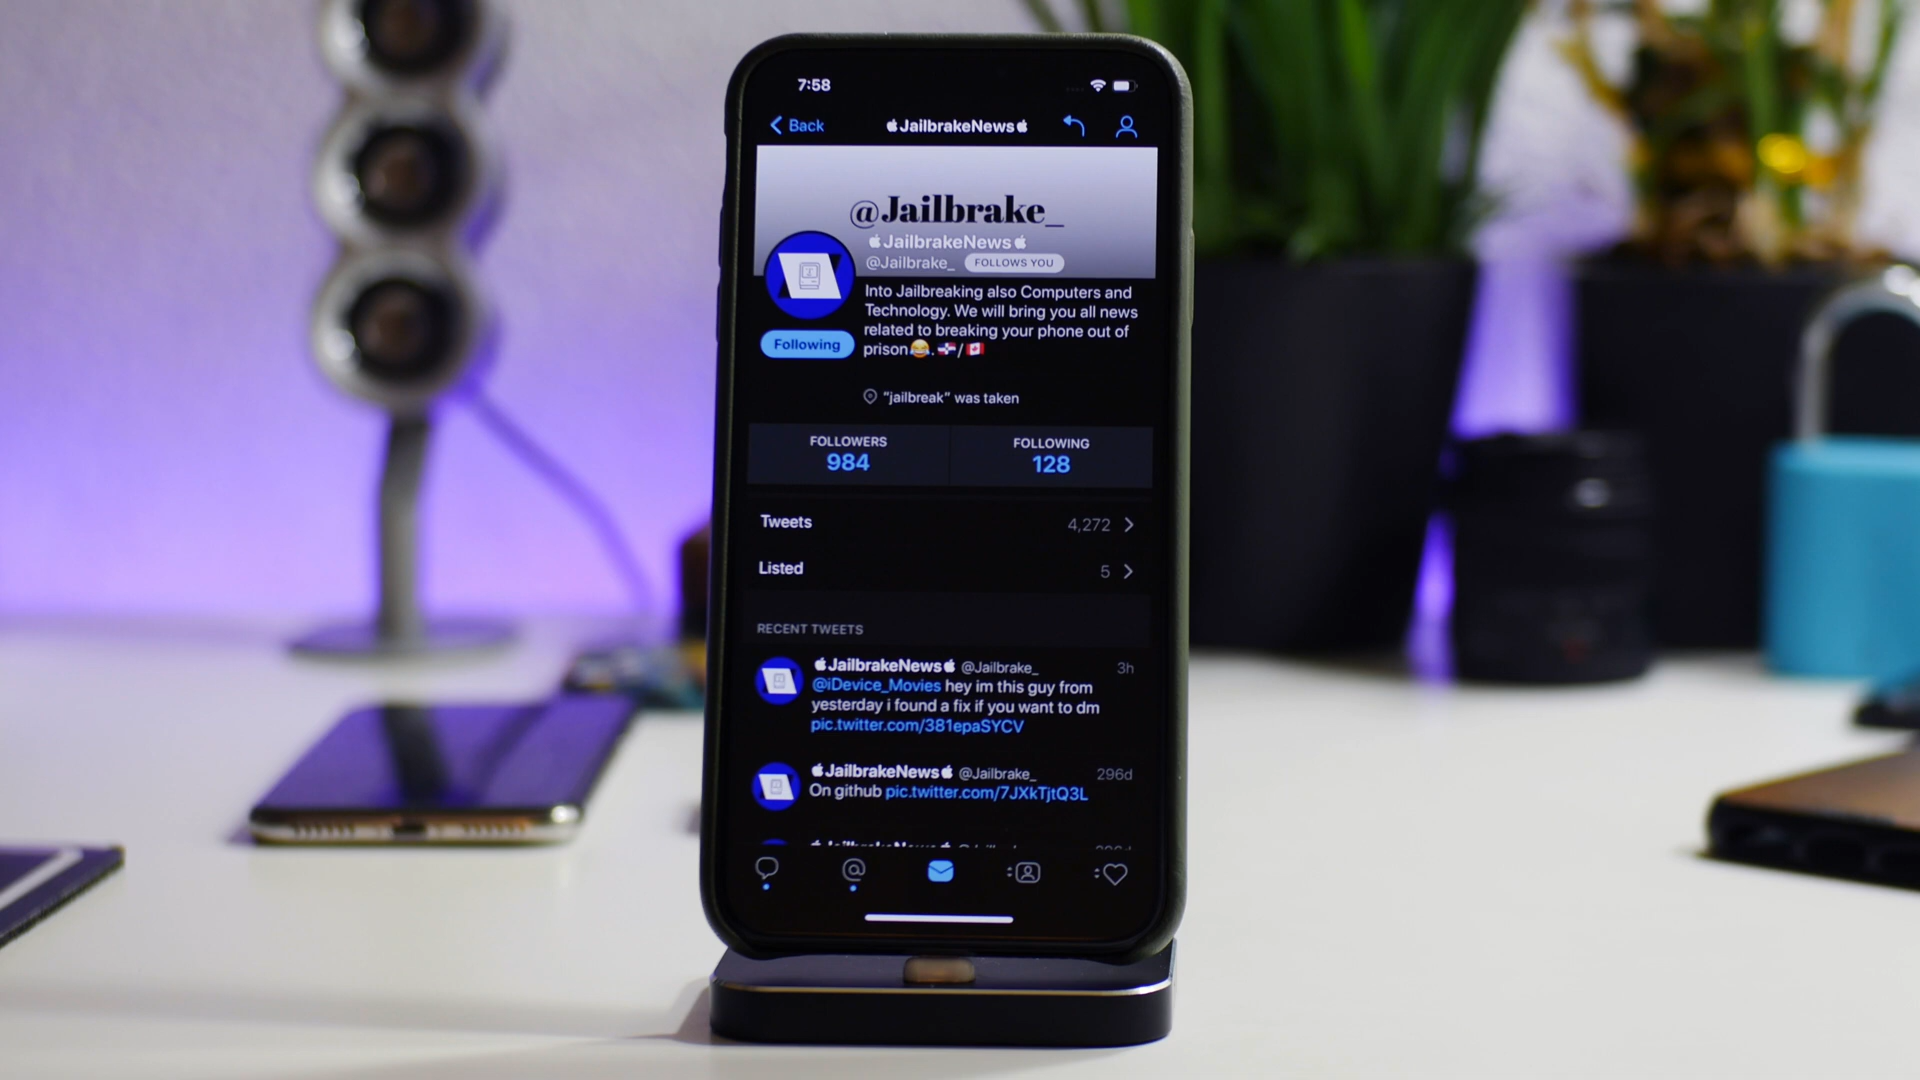 7:58
Back
JailbrakeNews
@Jailbrake_
JailbrakeNews
@Jailbrake_ FOLLOWS YOU
Into Jailbreaking also Computers and
Technology. We will bring you all news
related to breaking your phone out of
prison😂. 🇩🇴/🇨🇦
Following
"jailbreak" was taken
FOLLOWERS
984
FOLLOWING
128
Tweets 4,272
Listed 5
RECENT TWEETS
JailbrakeNews @Jailbrake_ 3h
@iDevice_Movies hey im this guy from
yesterday i found a fix if you want to dm
pic.twitter.com/381epaSYCV
JailbrakeNews @Jailbrake_ 296d
On github pic.twitter.com/7JXkTjtQ3L